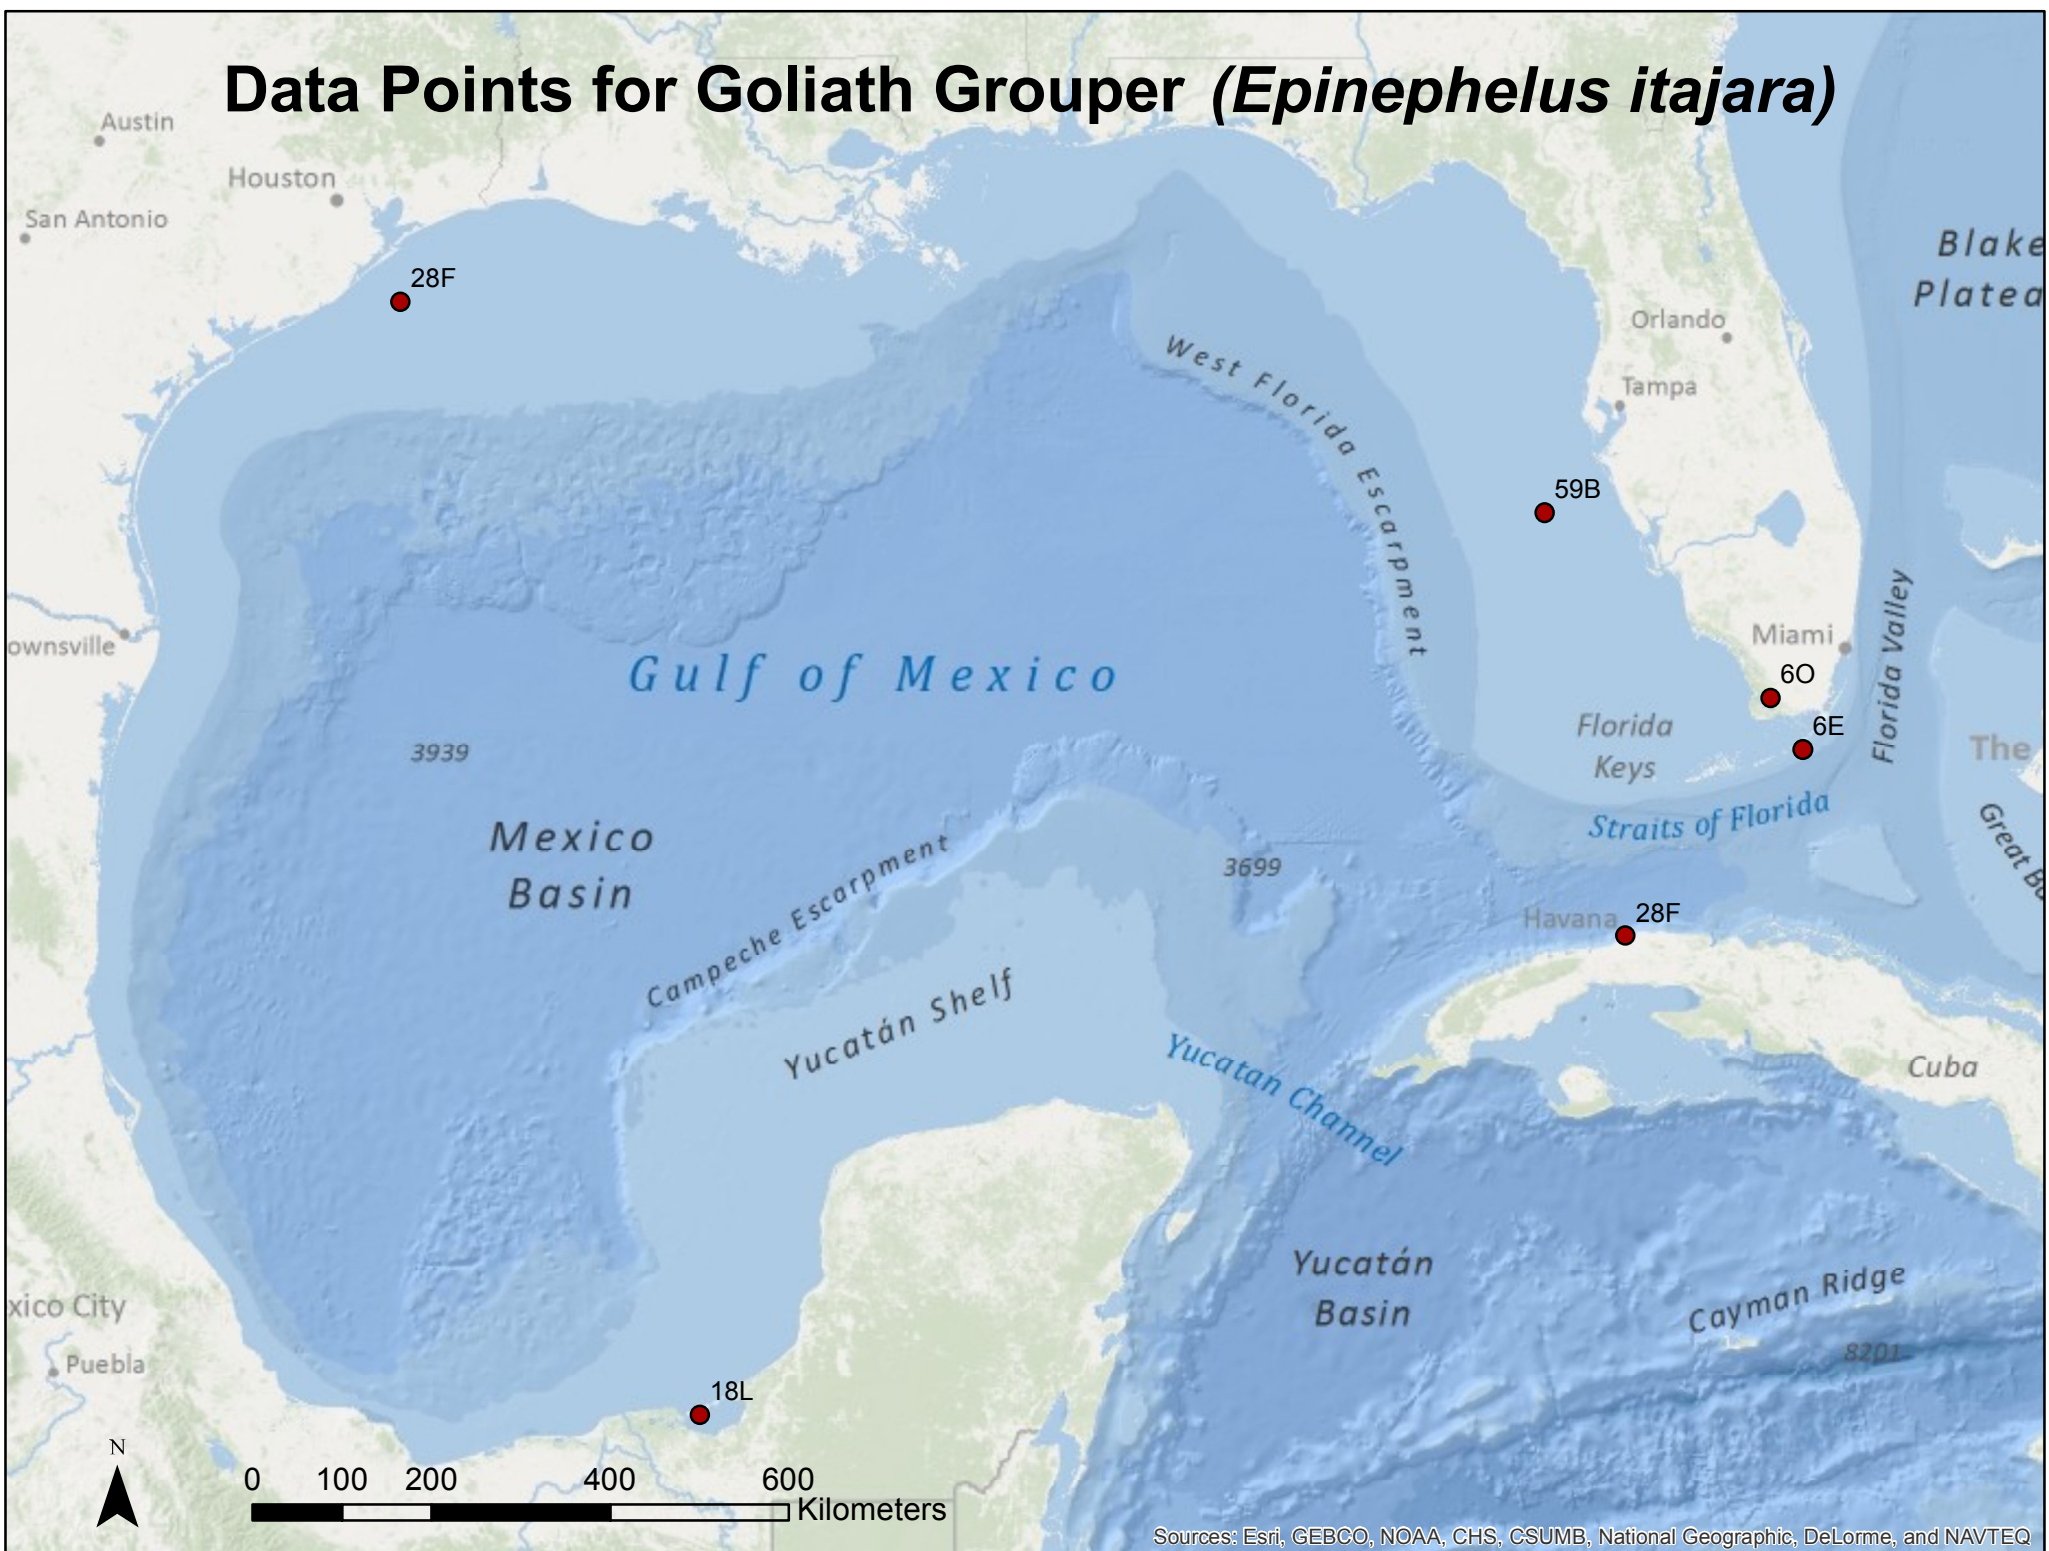 Data Points for Goliath Grouper (Epinephelus itajara)
Austin
Houston
San Antonio
28F
Blake
Platea
Orlando
Tampa
West Florida Escarpment
59B
ownsville
Gulf of Mexico
Miami
Florida Valley
6O
6E
Florida
Keys
The
3939
Straits of Florida
Mexico
Basin
Campeche Escarpment
3699
Great Ba
Havana
28F
Yucatán Shelf
Yucatan Channel
Cuba
Yucatán
Basin
Cayman Ridge
8201
xico City
Puebla
18L
N
0 100 200 400 600
Kilometers
Sources: Esri, GEBCO, NOAA, CHS, CSUMB, National Geographic, DeLorme, and NAVTEQ